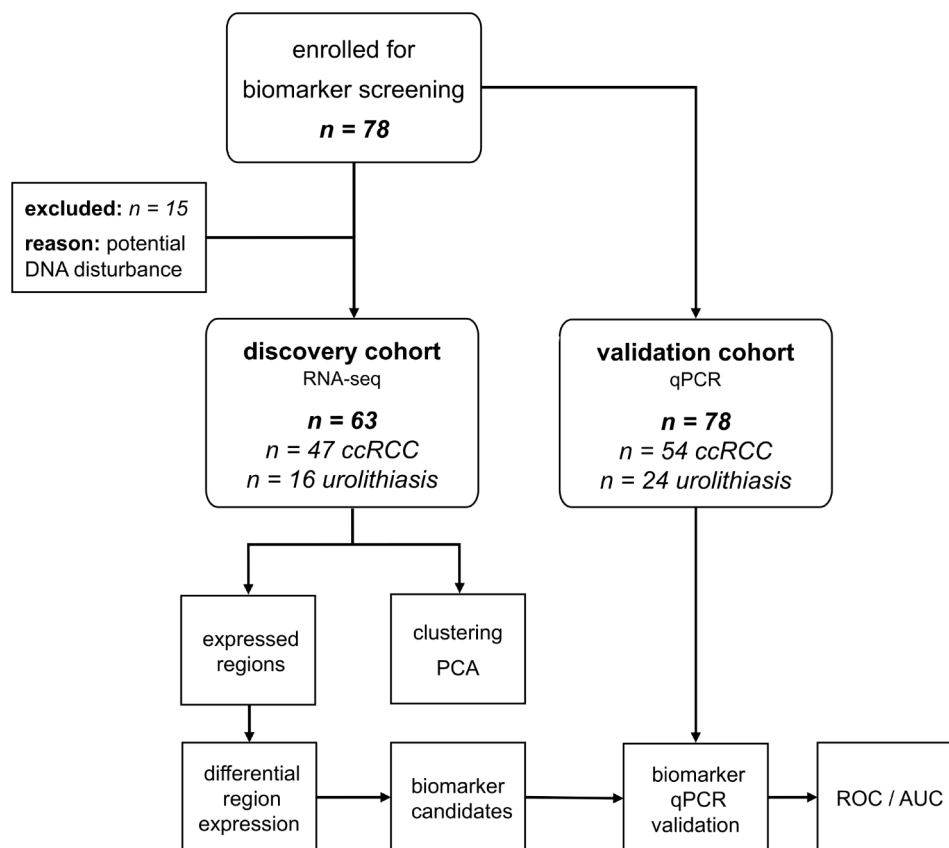 enrolled for
biomarker screening
n = 78
excluded: n = 15
reason: potential
DNA disturbance
discovery cohort
RNA-seq
n = 63
n = 47 ccRCC
n = 16 urolithiasis
validation cohort
qPCR
n = 78
n = 54 ccRCC
n = 24 urolithiasis
expressed
regions
clustering
PCA
differential
region
expression
biomarker
candidates
biomarker
qPCR
validation
ROC / AUC